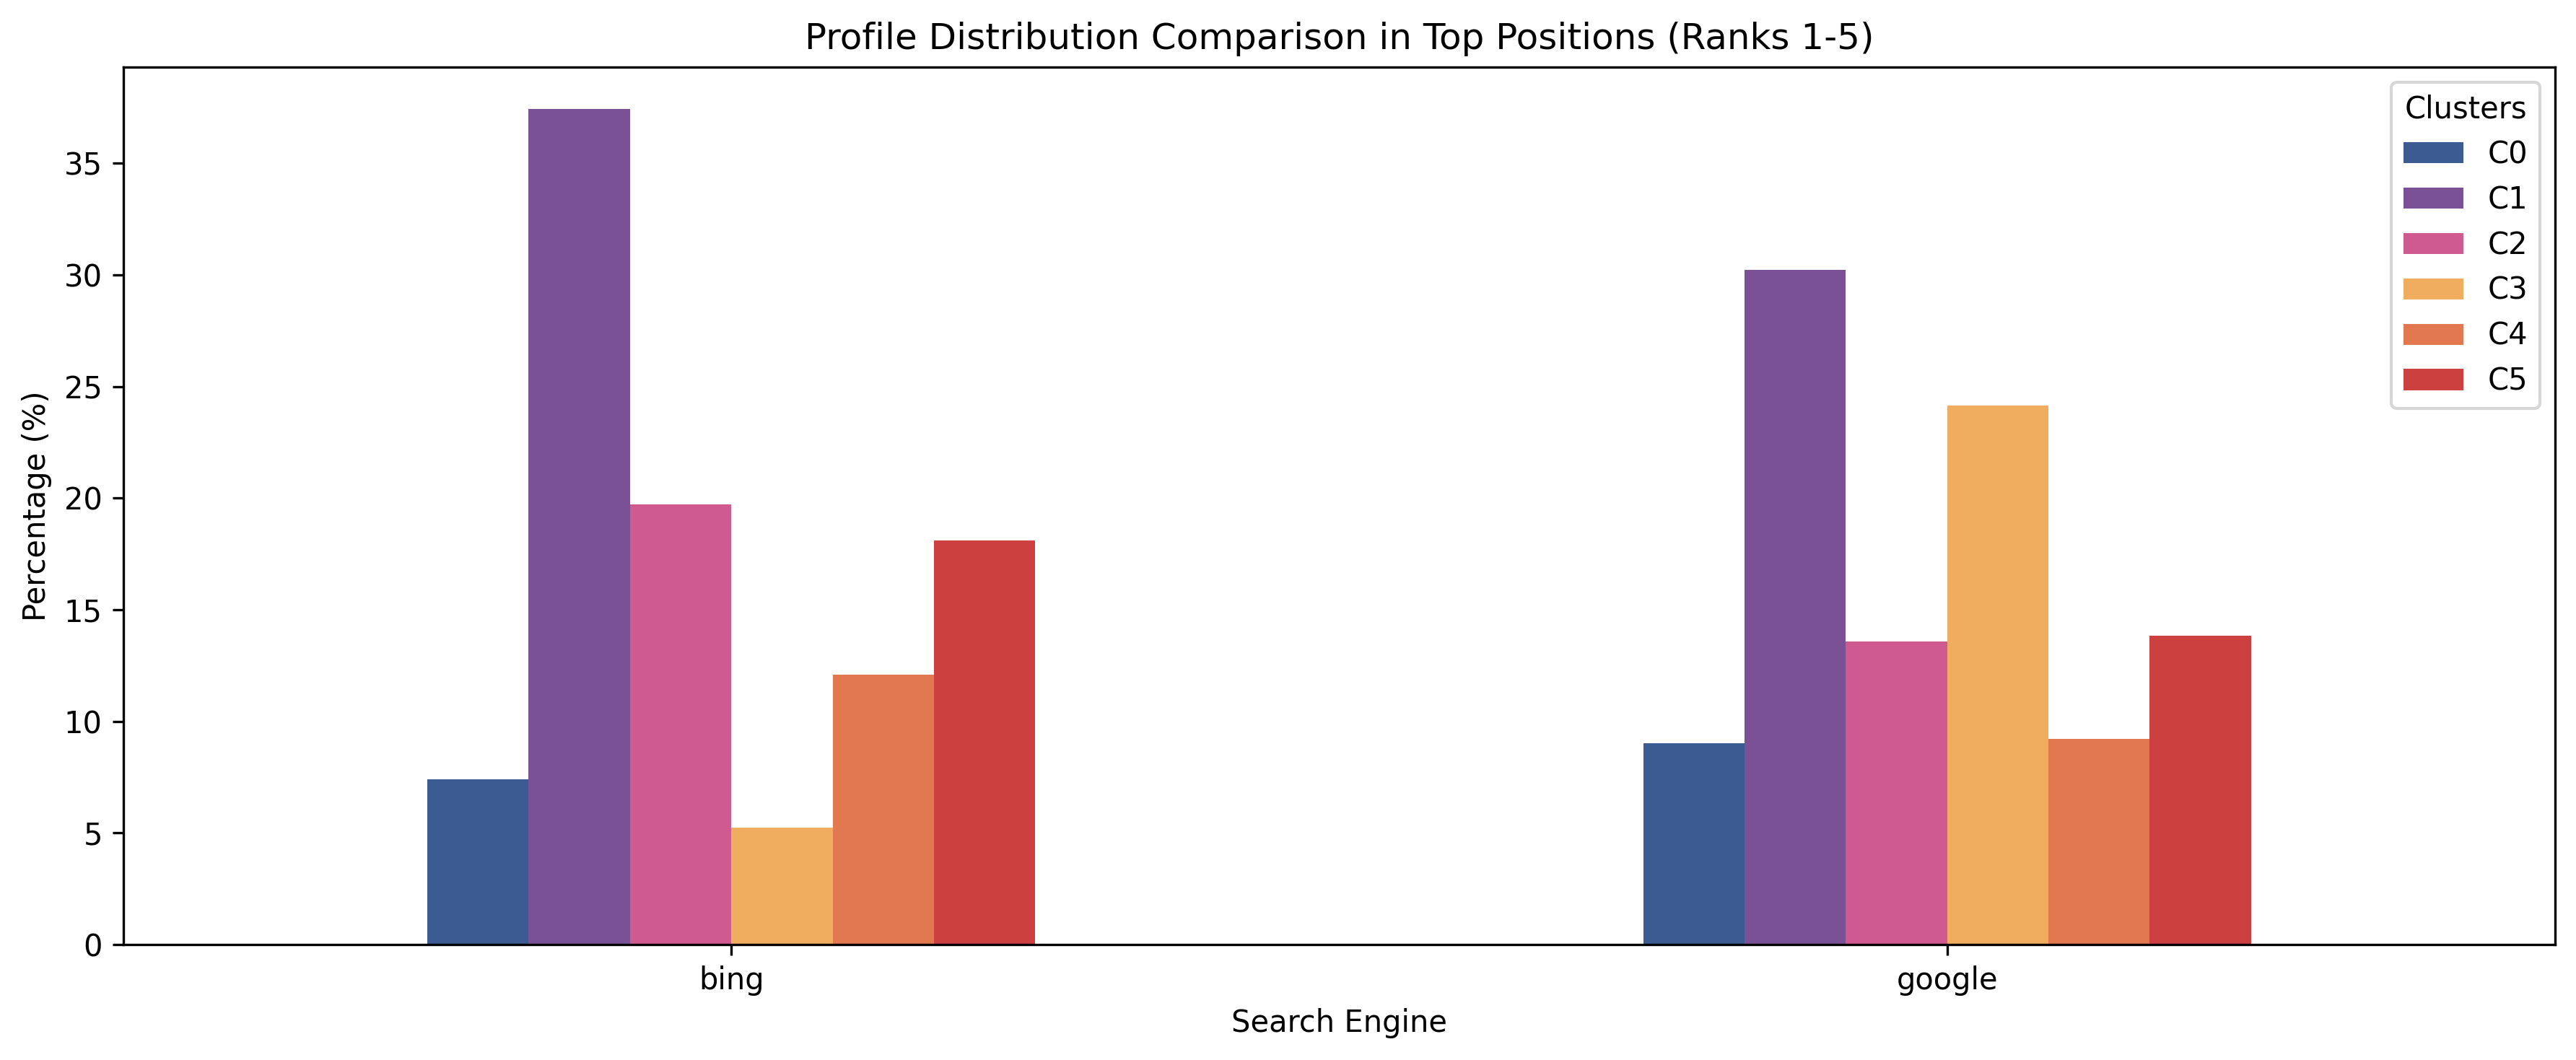 Profile Distribution Comparison in Top Positions (Ranks 1-5)
Clusters
C0
C1
C2
C3
C4
C5
Percentage (%)
35
30
25
20
15
10
5
0
bing
google
Search Engine